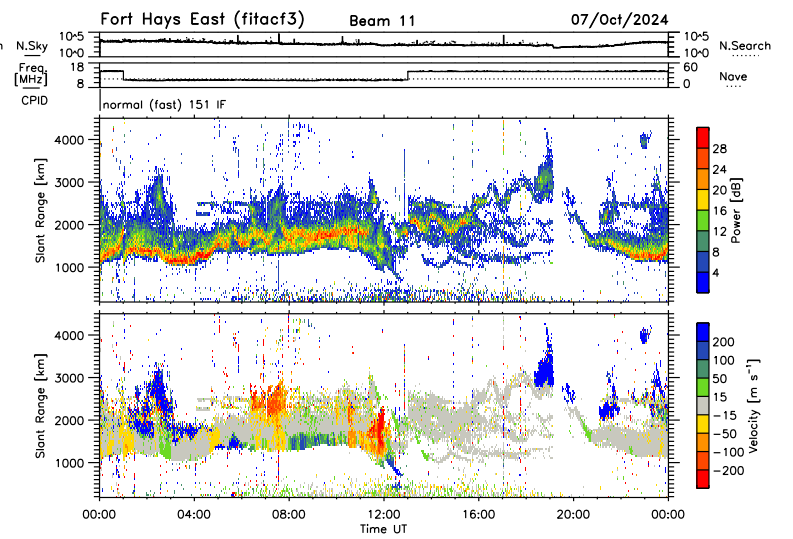 Fort Hays East (fitacf3) Beam 11 07/Oct/2024
n N.Sky 10^5 10^0 10^5 10^0 N.Search
Freq. [MHz] 18 8 60 0 Nave
CPID normal (fast) 151 IF
Slant Range [km] 4000 3000 2000 1000
28 24 20 16 12 8 4 Power [dB]
Slant Range [km] 4000 3000 2000 1000
200 100 50 15 -15 -50 -100 -200 Velocity [m s⁻¹]
00:00 04:00 08:00 12:00 16:00 20:00 00:00
Time UT